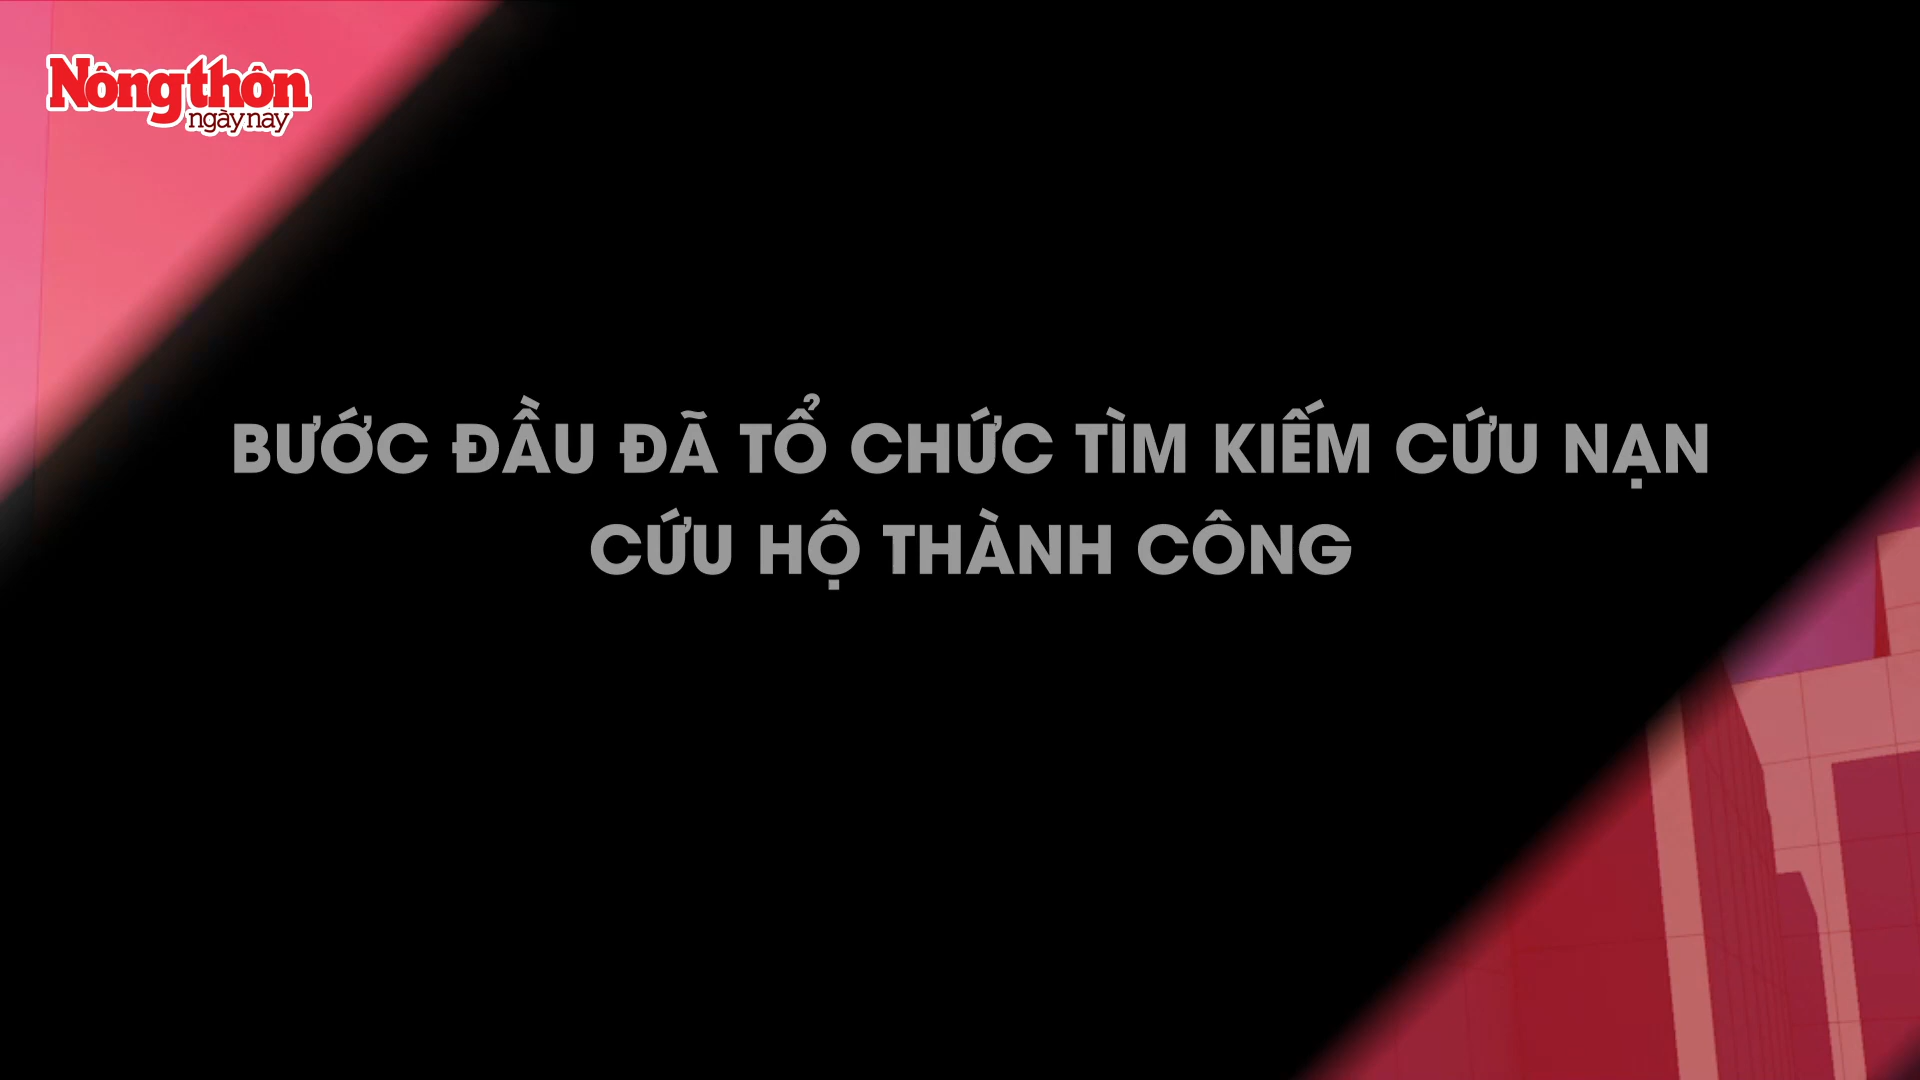 Nông thôn
ngày nay
BƯỚC ĐẦU ĐÃ TỔ CHỨC TÌM KIẾM CỨU NẠN
CỨU HỘ THÀNH CÔNG